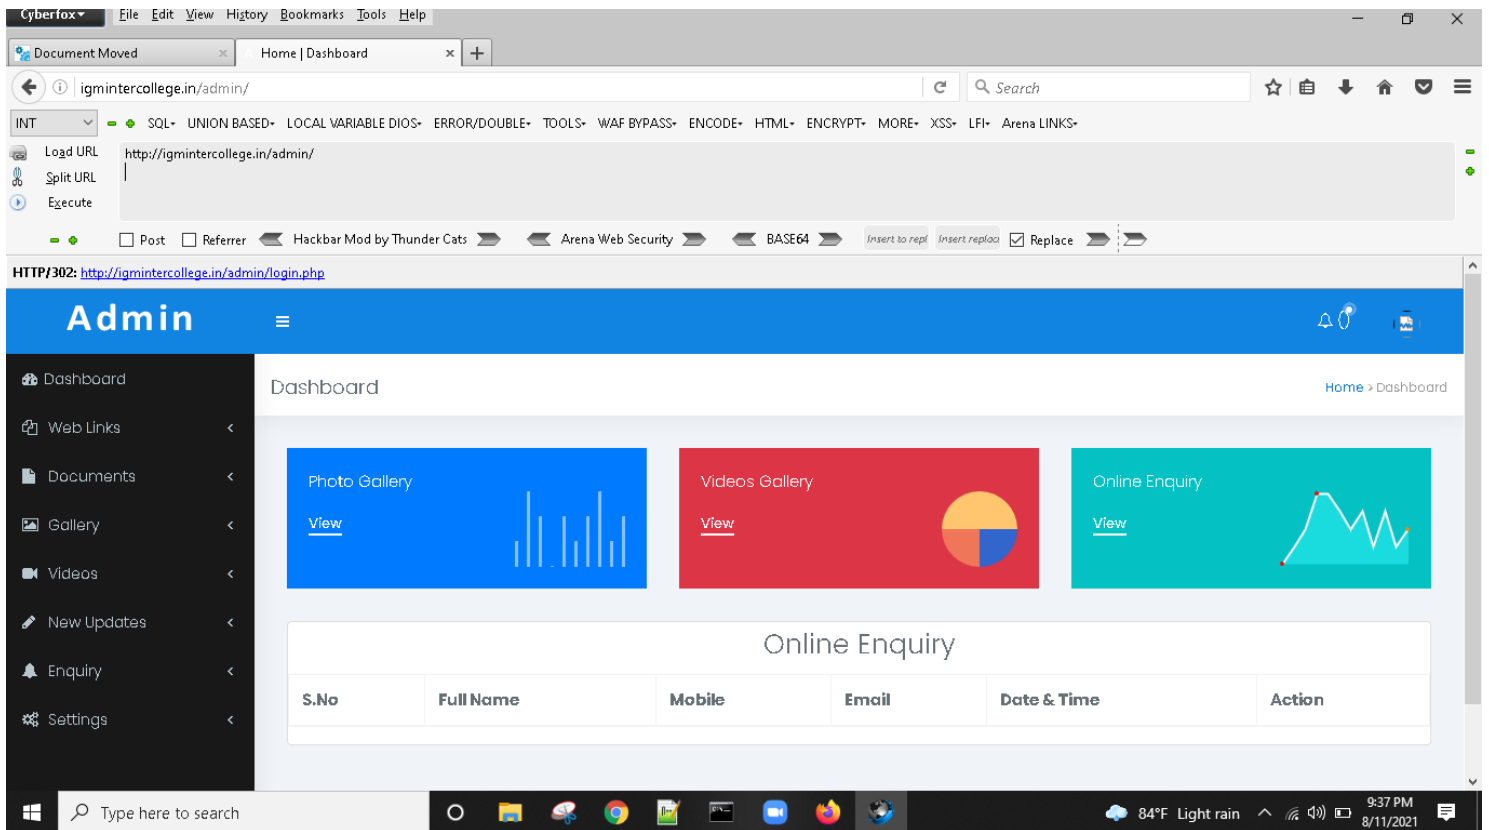 Cyberfox File Edit View History Bookmarks Tools Help
Document Moved × Home | Dashboard × +
igmintercollege.in/admin/ Search
INT SQL UNION BASED LOCAL VARIABLE DIOS ERROR/DOUBLE TOOLS WAF BYPASS ENCODE HTML ENCRYPT MORE XSS LFI Arena LINKS
Load URL http://igmintercollege.in/admin/
Split URL
Execute
Post Referrer Hackbar Mod by Thunder Cats Arena Web Security BASE64 Insert to repl Insert replac Replace
HTTP/302: http://igmintercollege.in/admin/login.php
Admin
Dashboard
Web Links
Documents
Gallery
Videos
New Updates
Enquiry
Settings
Dashboard Home > Dashboard
Photo Gallery
View
Videos Gallery
View
Online Enquiry
View
Online Enquiry
S.No Full Name Mobile Email Date & Time Action
Type here to search 84°F Light rain 9:37 PM
8/11/2021